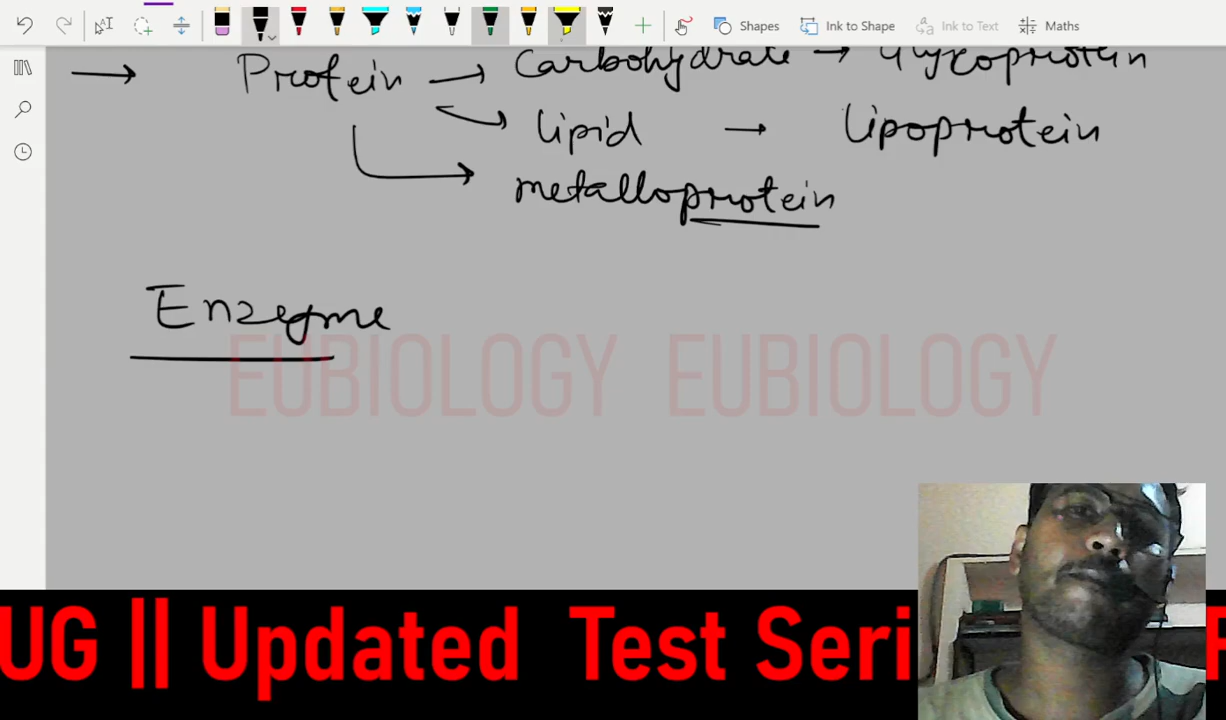 Shapes Ink to Shape Ink to Text Maths
→ Protein → Carbohydrate → Glycoprotein
→ lipid → Lipoprotein
→ metalloprotein
Enzeyme
EUBIOLOGY EUBIOLOGY
UG || Updated Test Seri